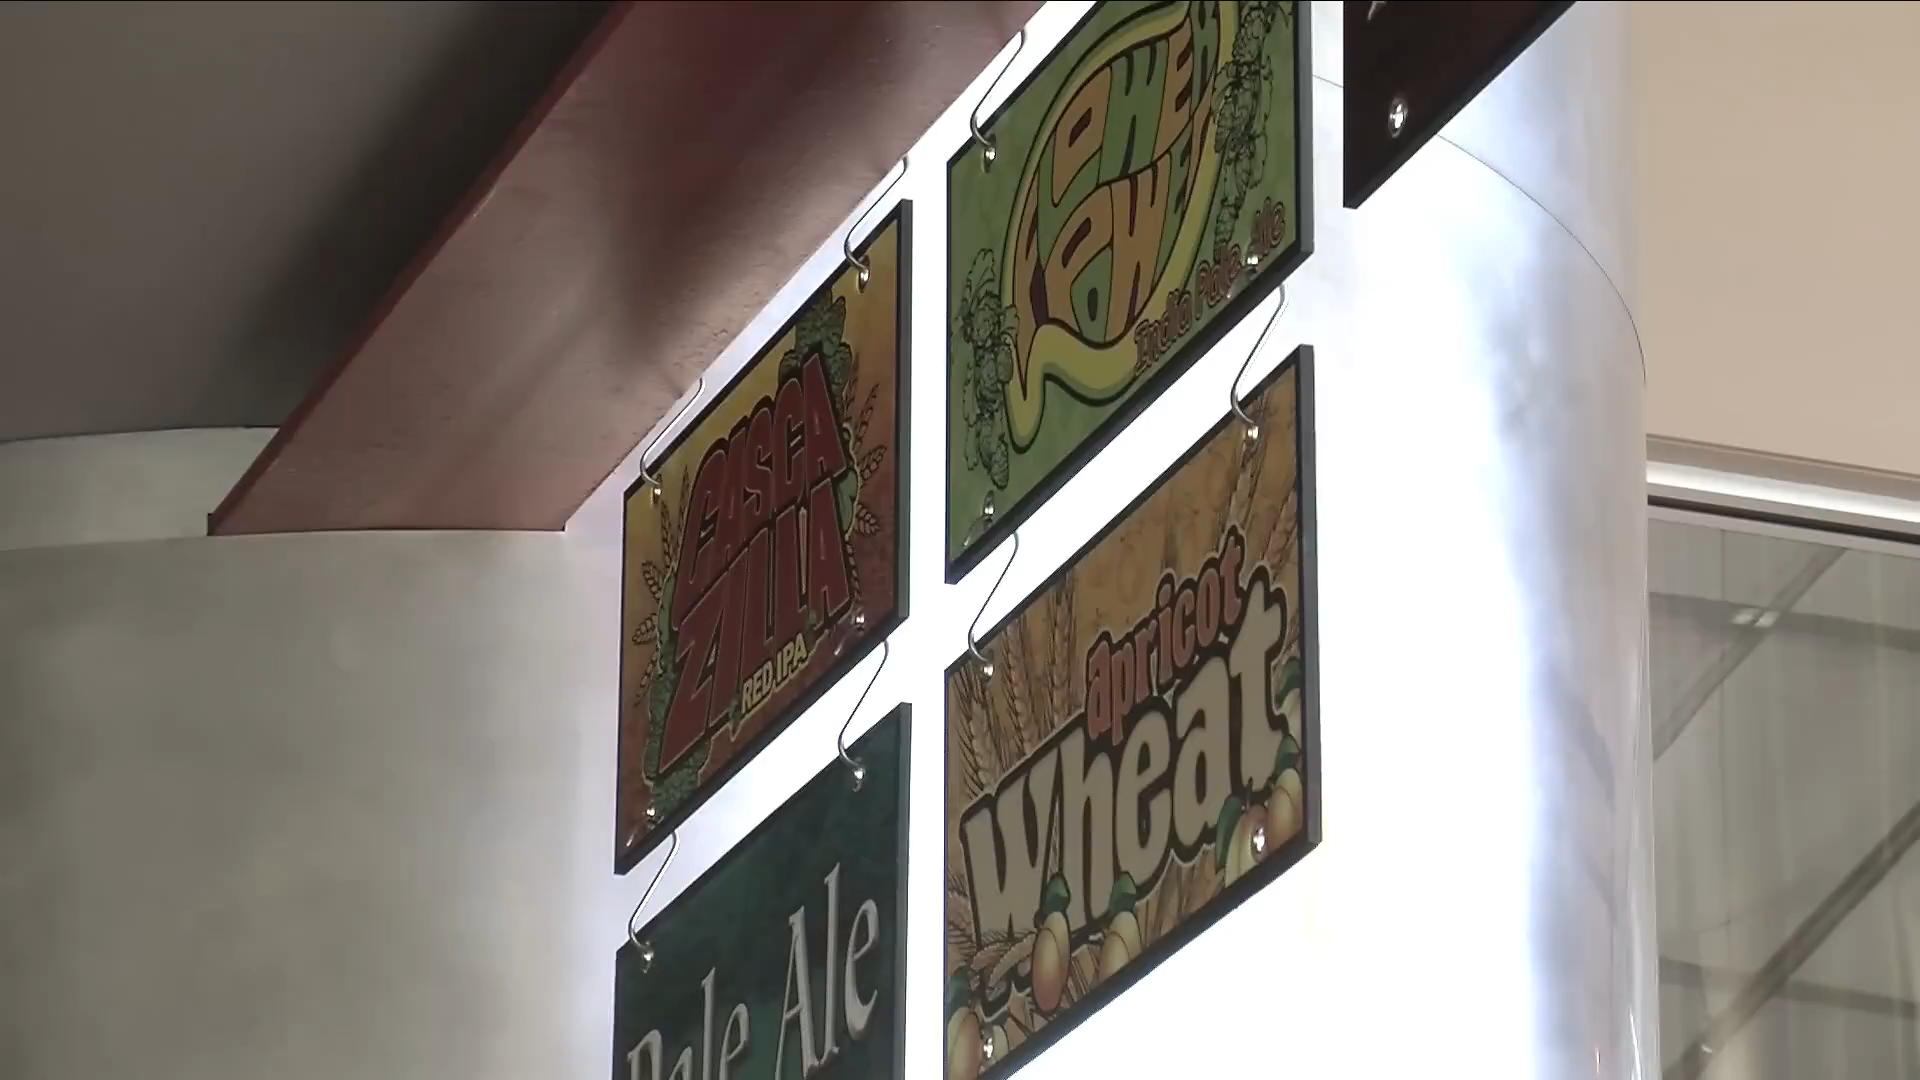 CASCA
ZILLA
RED IPA
Pale Ale
FLOWER
POWER
India Pale Ale
apricot
Wheat